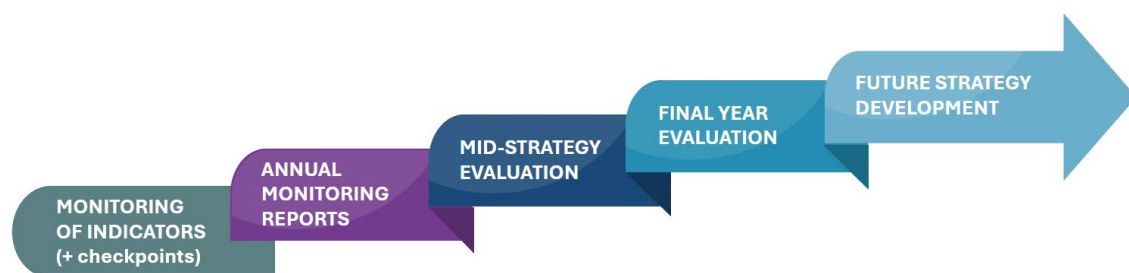 MONITORING
OF INDICATORS
(+ checkpoints)
ANNUAL
MONITORING
REPORTS
MID-STRATEGY
EVALUATION
FINAL YEAR
EVALUATION
FUTURE STRATEGY
DEVELOPMENT